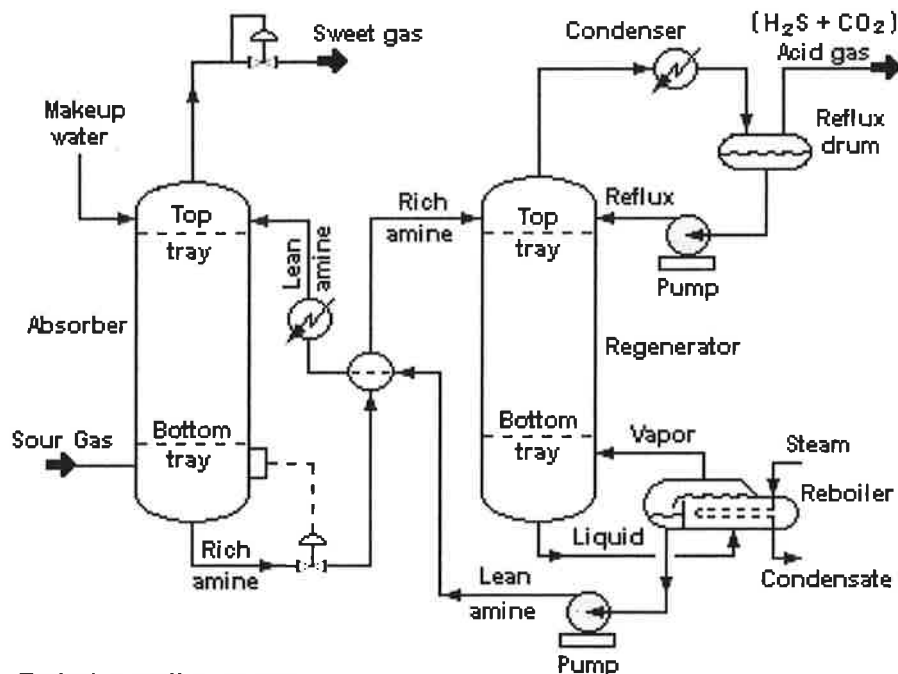 Sweet gas
Makeup
water
Condenser
(H₂S + CO₂)
Acid gas
Reflux
drum
Top
tray
Lean
amine
Rich
amine
Top
tray
Reflux
Pump
Absorber
Regenerator
Sour Gas
Bottom
tray
Bottom
tray
Vapor
Steam
Reboiler
Rich
amine
Liquid
Condensate
Lean
amine
Pump